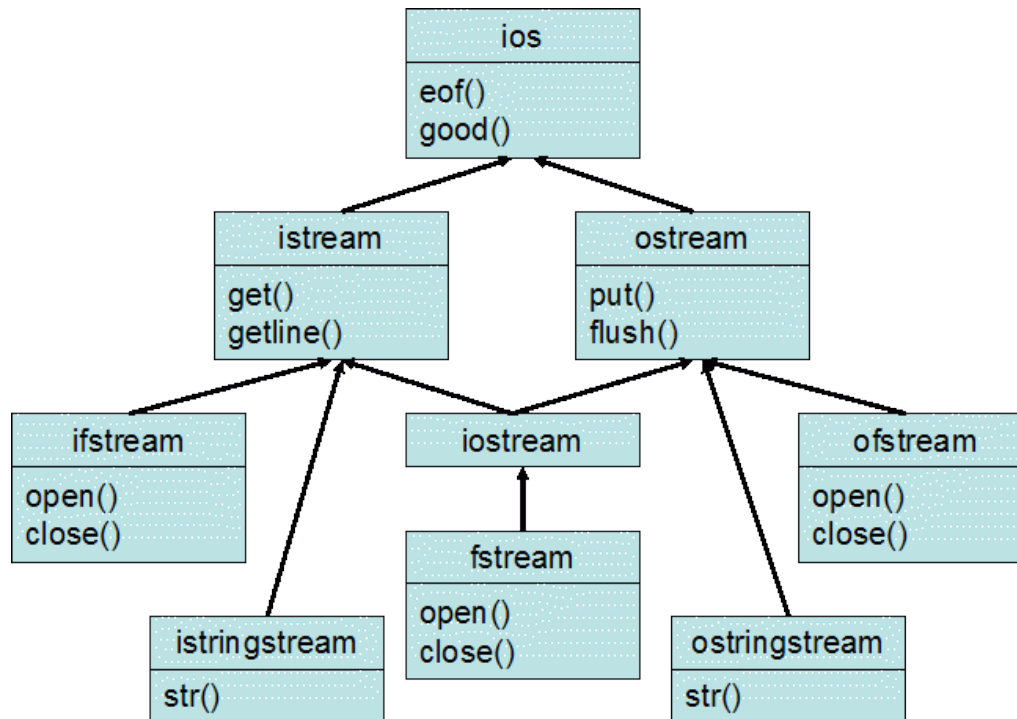 ios
eof()
good()
istream
get()
getline()
ostream
put()
flush()
ifstream
open()
close()
iostream
ofstream
open()
close()
fstream
open()
close()
istringstream
str()
ostringstream
str()